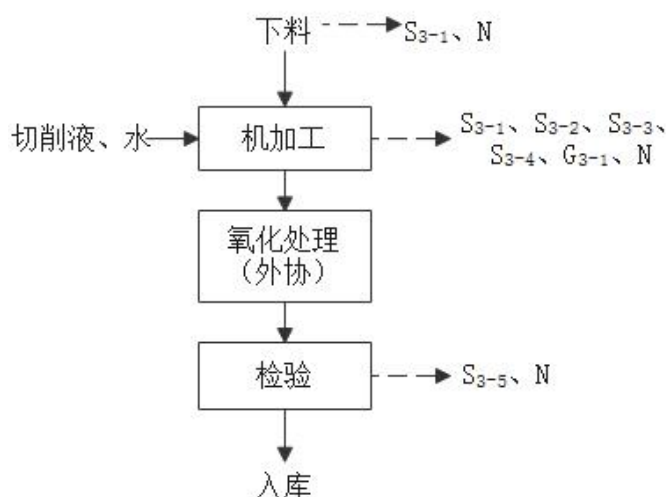 下料
S₃₋₁、N
切削液、水
机加工
S₃₋₁、S₃₋₂、S₃₋₃、
S₃₋₄、G₃₋₁、N
氧化处理
（外协）
检验
S₃₋₅、N
入库